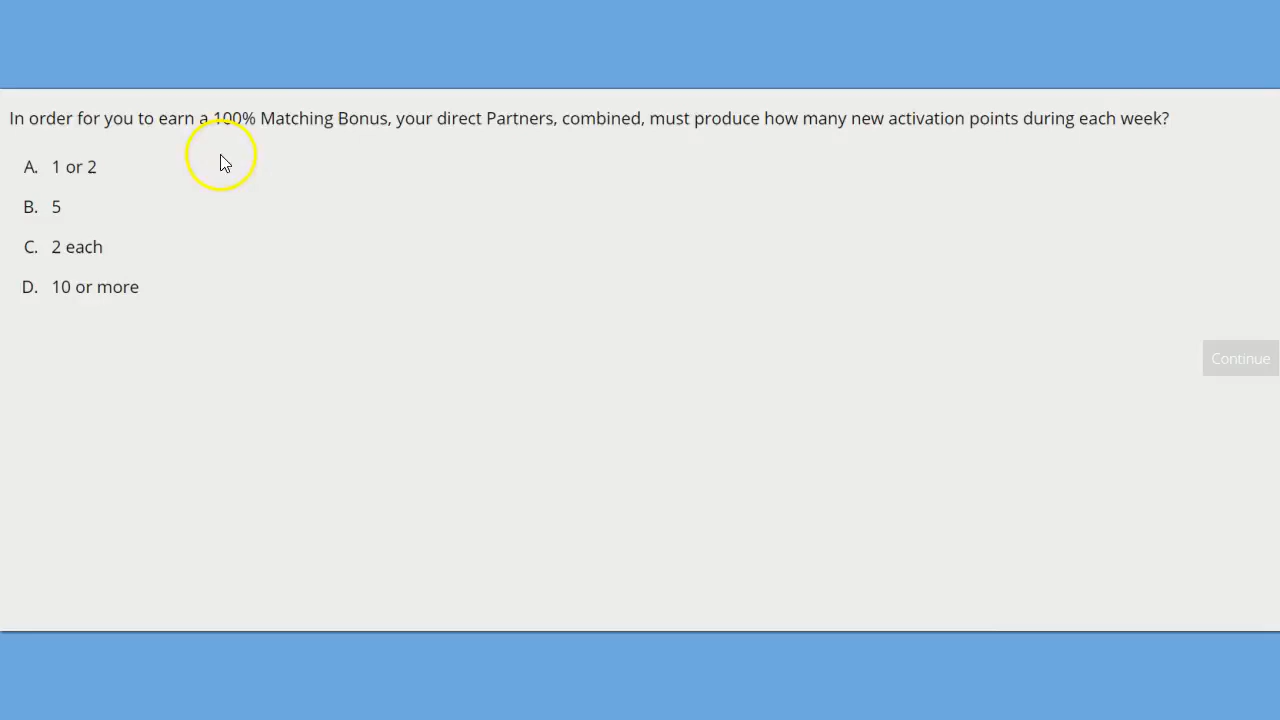 In order for you to earn a 100% Matching Bonus, your direct Partners, combined, must produce how many new activation points during each week?
A. 1 or 2
B. 5
C. 2 each
D. 10 or more
Continue